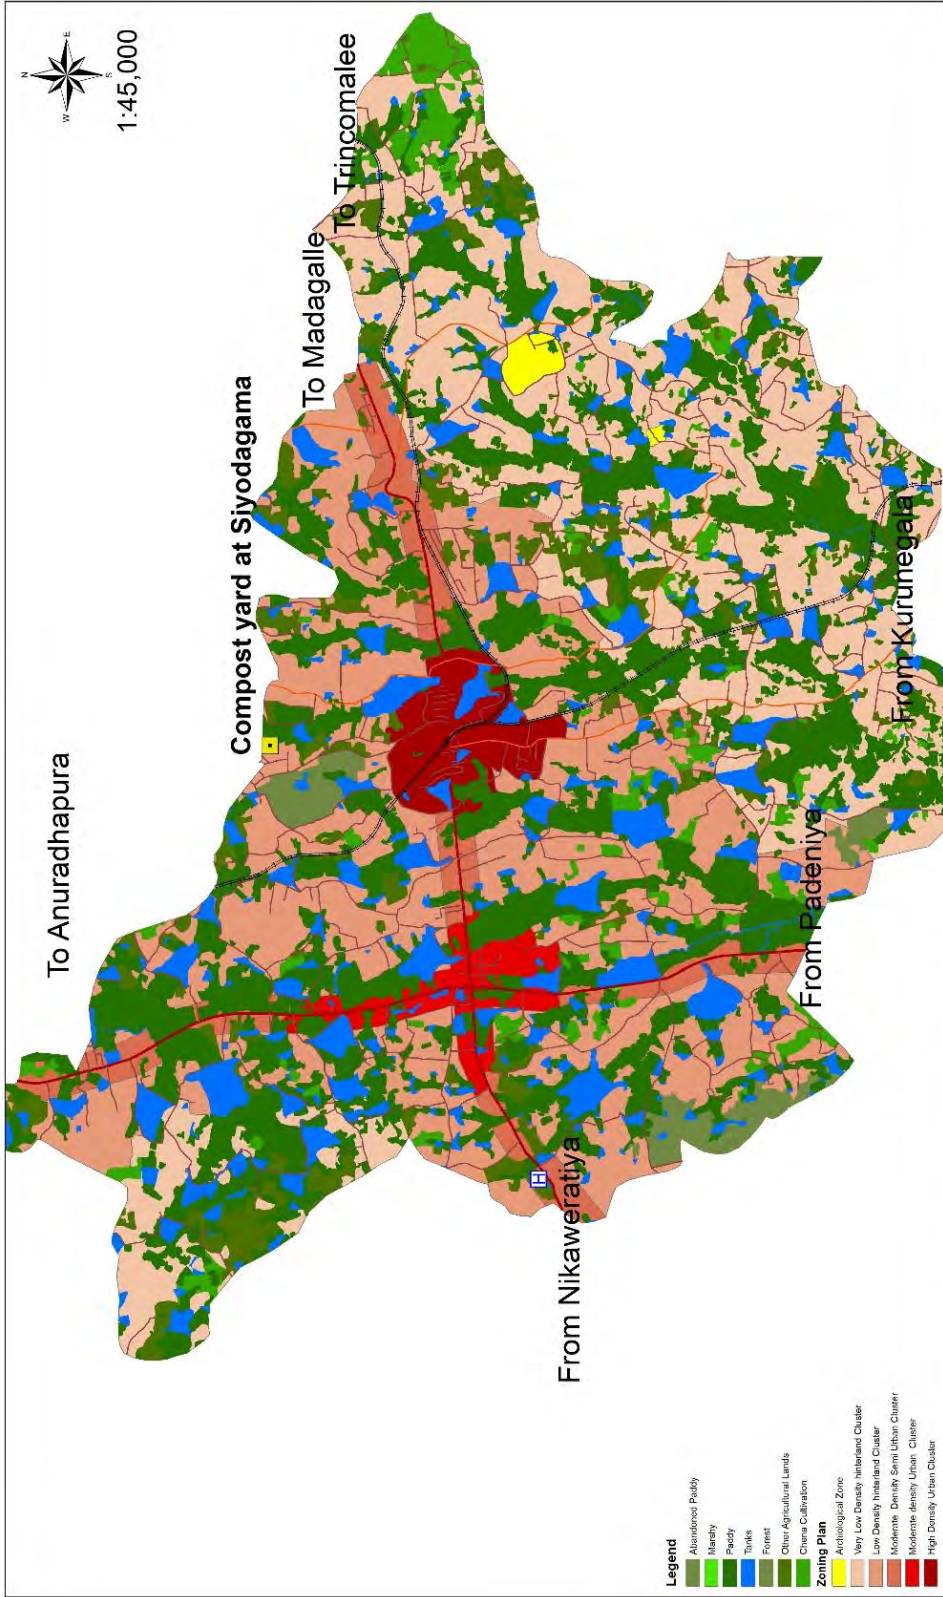 N
W
E
S
1:45,000
To Anuradhapura
Compost yard at Siyodagama
To Madagalle
To Trincomalee
H
From Nikaweratiya
From Padeniya
From Kurunegala
Legend
Abandoned Paddy
Marshy
Paddy
Tanks
Forest
Other Agricultural Lands
Chena Cultivation
Zoning Plan
Archiological Zone
Very Low Density hinterland Cluster
Low Density hinterland Cluster
Moderate Density Semi Urban Cluster
Moderate density Urban Cluster
High Density Urban Cluster